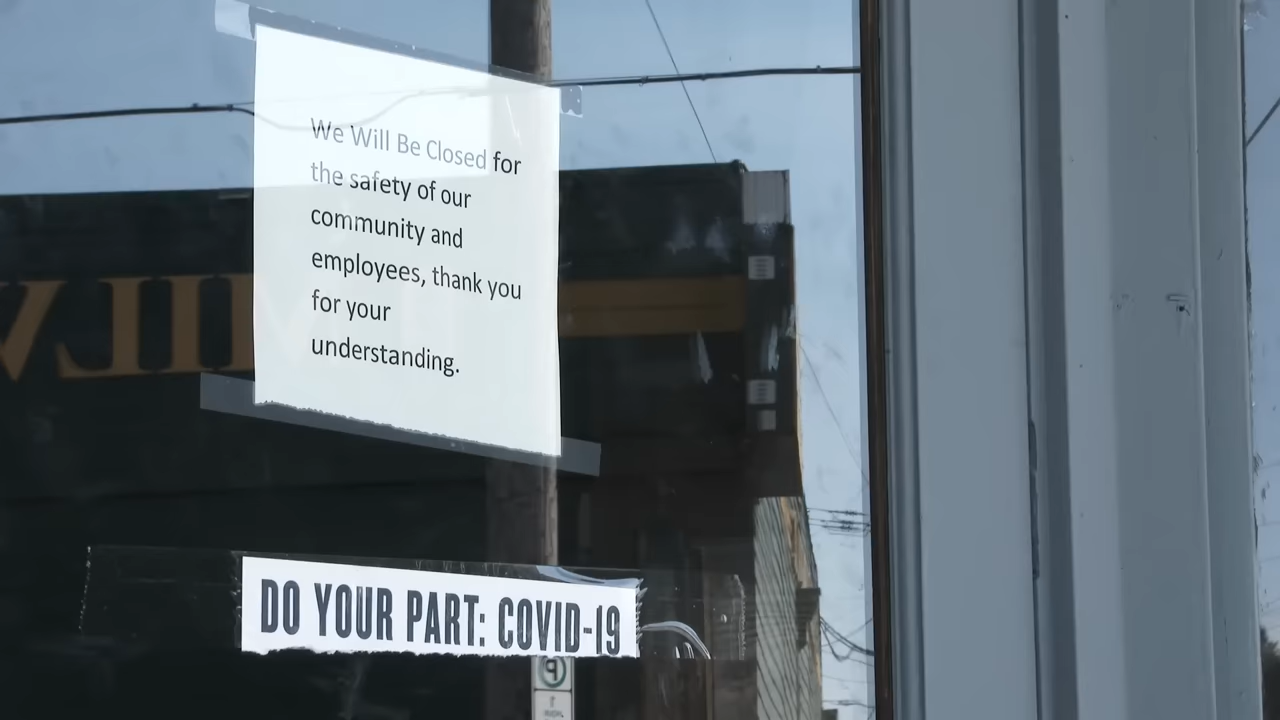 We Will Be Closed for
the safety of our
community and
employees, thank you
for your
understanding.
DO YOUR PART: COVID-19
P